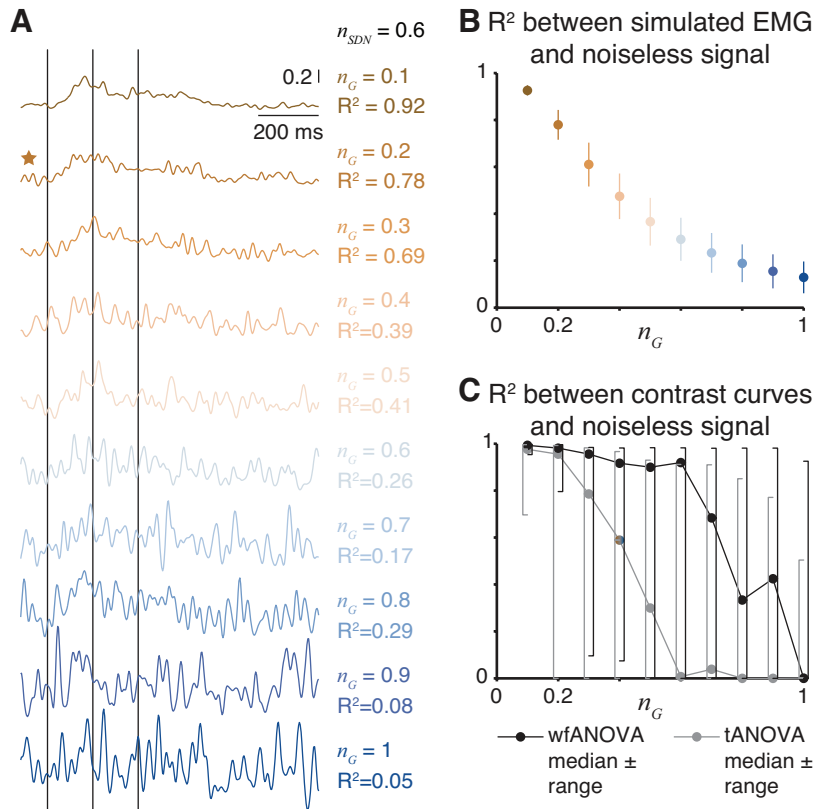 A
n_SDN = 0.6
0.2
200 ms
n_G = 0.1
R² = 0.92
n_G = 0.2
R² = 0.78
n_G = 0.3
R² = 0.69
n_G = 0.4
R²=0.39
n_G = 0.5
R²=0.41
n_G = 0.6
R²=0.26
n_G = 0.7
R²=0.17
n_G = 0.8
R²=0.29
n_G = 0.9
R²=0.08
n_G = 1
R²=0.05
B R² between simulated EMG
and noiseless signal
1
0
0 0.2 1
n_G
C R² between contrast curves
and noiseless signal
1
0
0 0.2 1
n_G
wfANOVA
median ±
range
tANOVA
median ±
range